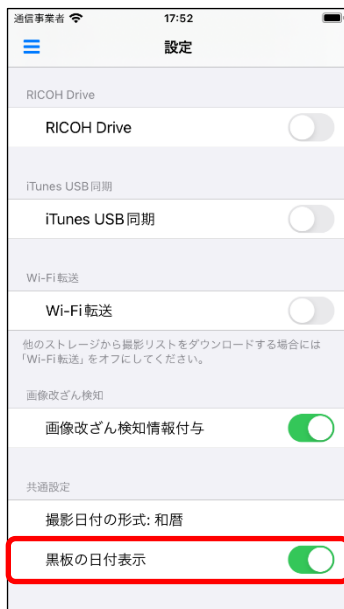 通信事業者 17:52
設定
RICOH Drive
RICOH Drive
iTunes USB同期
iTunes USB同期
Wi-Fi転送
Wi-Fi転送
他のストレージから撮影リストをダウンロードする場合には
「Wi-Fi転送」をオフにしてください。
画像改ざん検知
画像改ざん検知情報付与
共通設定
撮影日付の形式: 和暦
黒板の日付表示